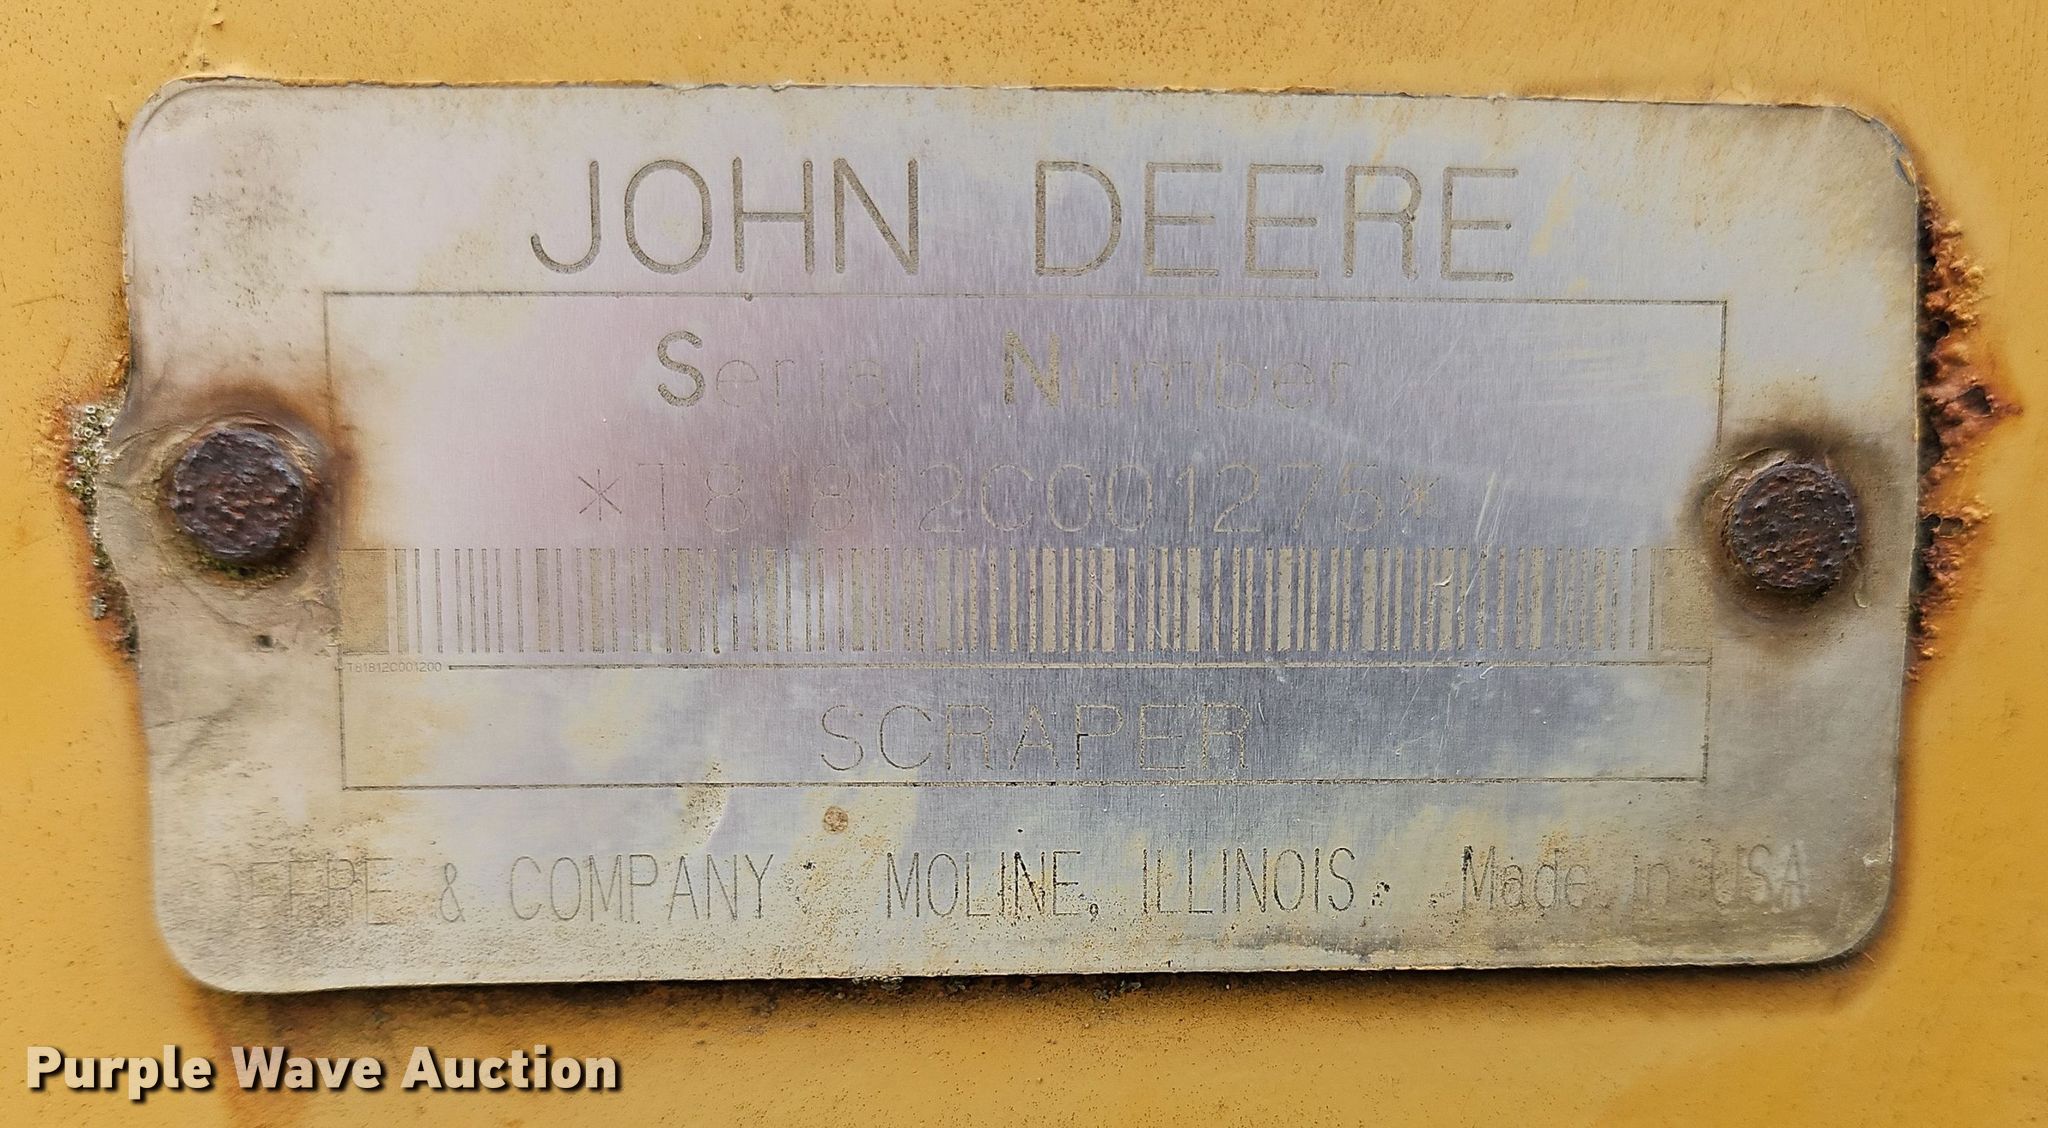 JOHN DEERE
Serial Number
*T81812C001275*
T81812C001200
SCRAPER
DEERE & COMPANY MOLINE, ILLINOIS. Made in USA
Purple Wave Auction